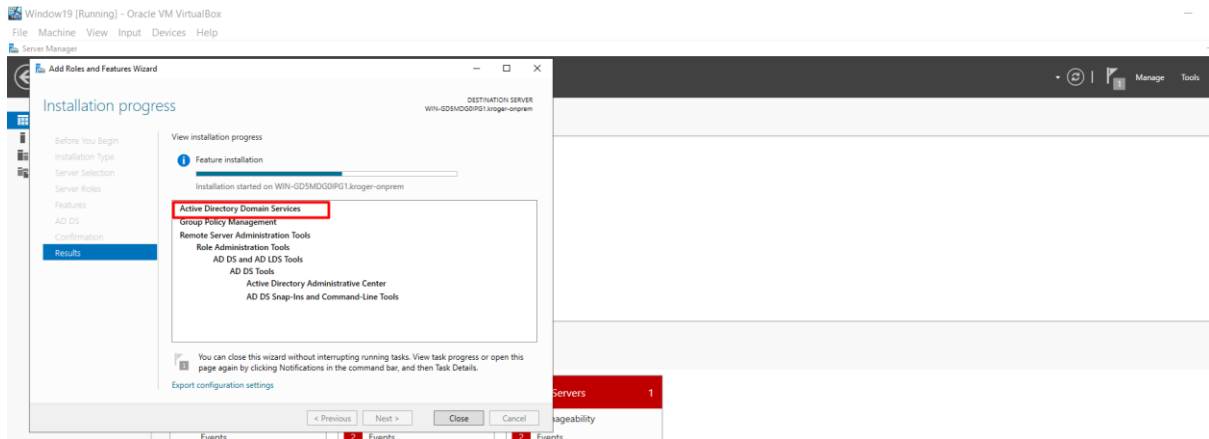 Window19 [Running] - Oracle VM VirtualBox
File Machine View Input Devices Help
Server Manager
Add Roles and Features Wizard
1 Manage Tools
Installation progress
DESTINATION SERVER
WIN-GD5MDG0IPG1.kroger-onprem
Before You Begin
Installation Type
Server Selection
Server Roles
Features
AD DS
Confirmation
Results
View installation progress
Feature installation
Installation started on WIN-GD5MDG0IPG1.kroger-onprem
Active Directory Domain Services
Group Policy Management
Remote Server Administration Tools
Role Administration Tools
AD DS and AD LDS Tools
AD DS Tools
Active Directory Administrative Center
AD DS Snap-Ins and Command-Line Tools
1 You can close this wizard without interrupting running tasks. View task progress or open this
page again by clicking Notifications in the command bar, and then Task Details.
Export configuration settings
< Previous Next > Close Cancel
Servers 1
nageability
Events 2 Events 2 Events